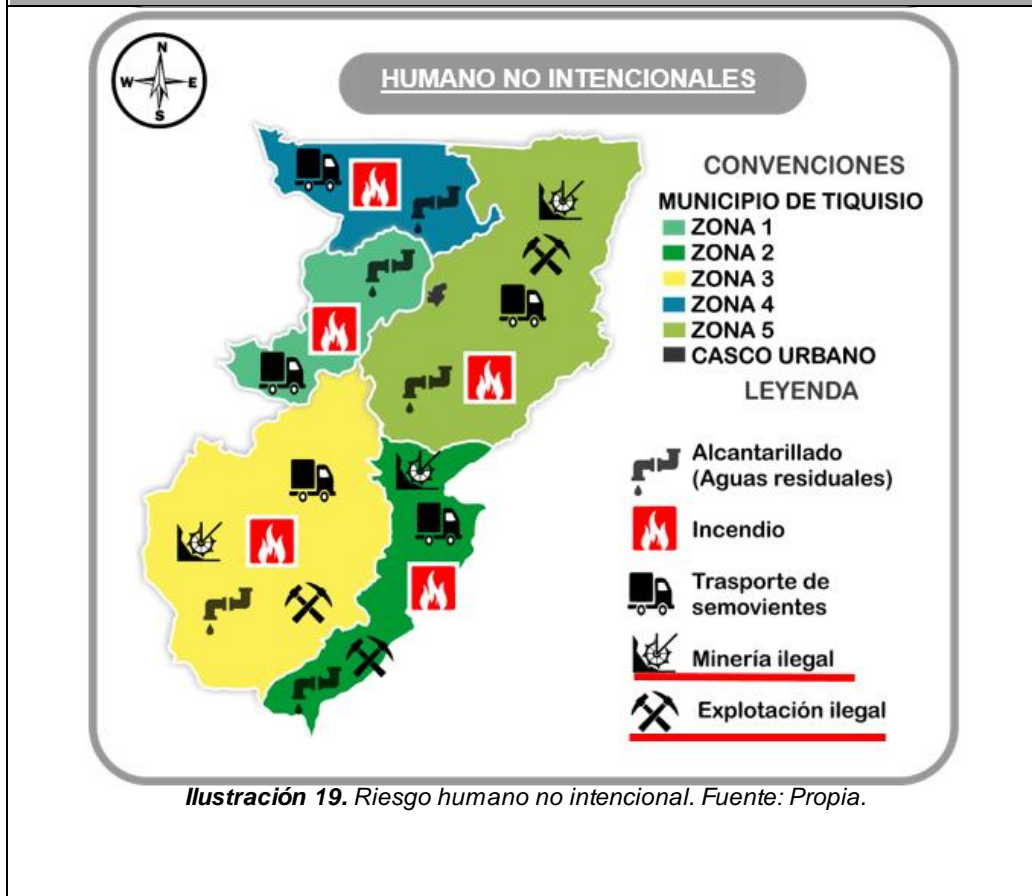 N
W E
S
HUMANO NO INTENCIONALES
CONVENCIONES
MUNICIPIO DE TIQUISIO
ZONA 1
ZONA 2
ZONA 3
ZONA 4
ZONA 5
CASCO URBANO
LEYENDA
Alcantarillado
(Aguas residuales)
Incendio
Trasporte de
semovientes
Minería ilegal
Explotación ilegal
Ilustración 19. Riesgo humano no intencional. Fuente: Propia.